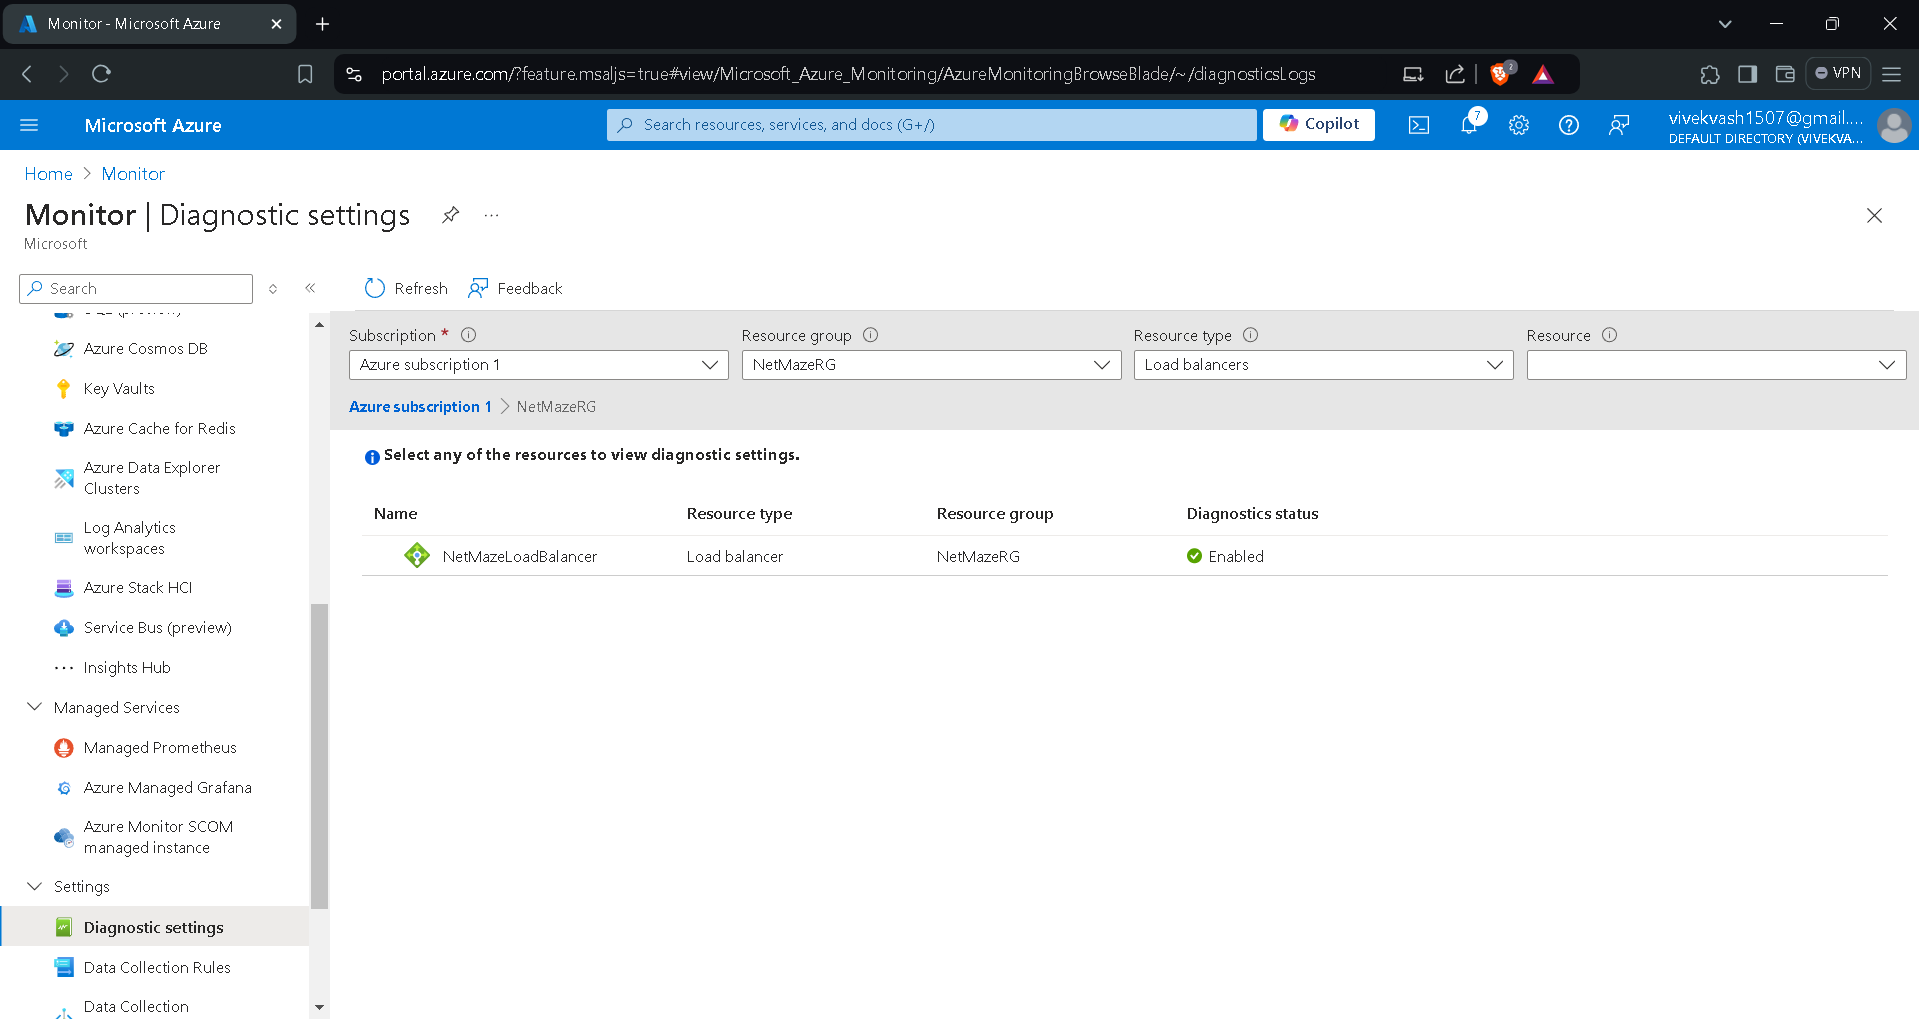 Monitor - Microsoft Azure
portal.azure.com/?feature.msaljs=true#view/Microsoft_Azure_Monitoring/AzureMonitoringBrowseBlade/~/diagnosticsLogs
2
VPN
Microsoft Azure
Search resources, services, and docs (G+/)
Copilot
7
vivekvash1507@gmail....
DEFAULT DIRECTORY (VIVEKVA...
Home > Monitor
Monitor | Diagnostic settings
...
Microsoft
Search
Refresh
Feedback
Azure Cosmos DB
Key Vaults
Azure Cache for Redis
Azure Data Explorer
Clusters
Log Analytics
workspaces
Azure Stack HCI
Service Bus (preview)
Insights Hub
Managed Services
Managed Prometheus
Azure Managed Grafana
Azure Monitor SCOM
managed instance
Settings
Diagnostic settings
Data Collection Rules
Data Collection
Subscription * Resource group Resource type Resource
Azure subscription 1 NetMazeRG Load balancers
Azure subscription 1 > NetMazeRG
Select any of the resources to view diagnostic settings.
Name Resource type Resource group Diagnostics status
NetMazeLoadBalancer Load balancer NetMazeRG Enabled